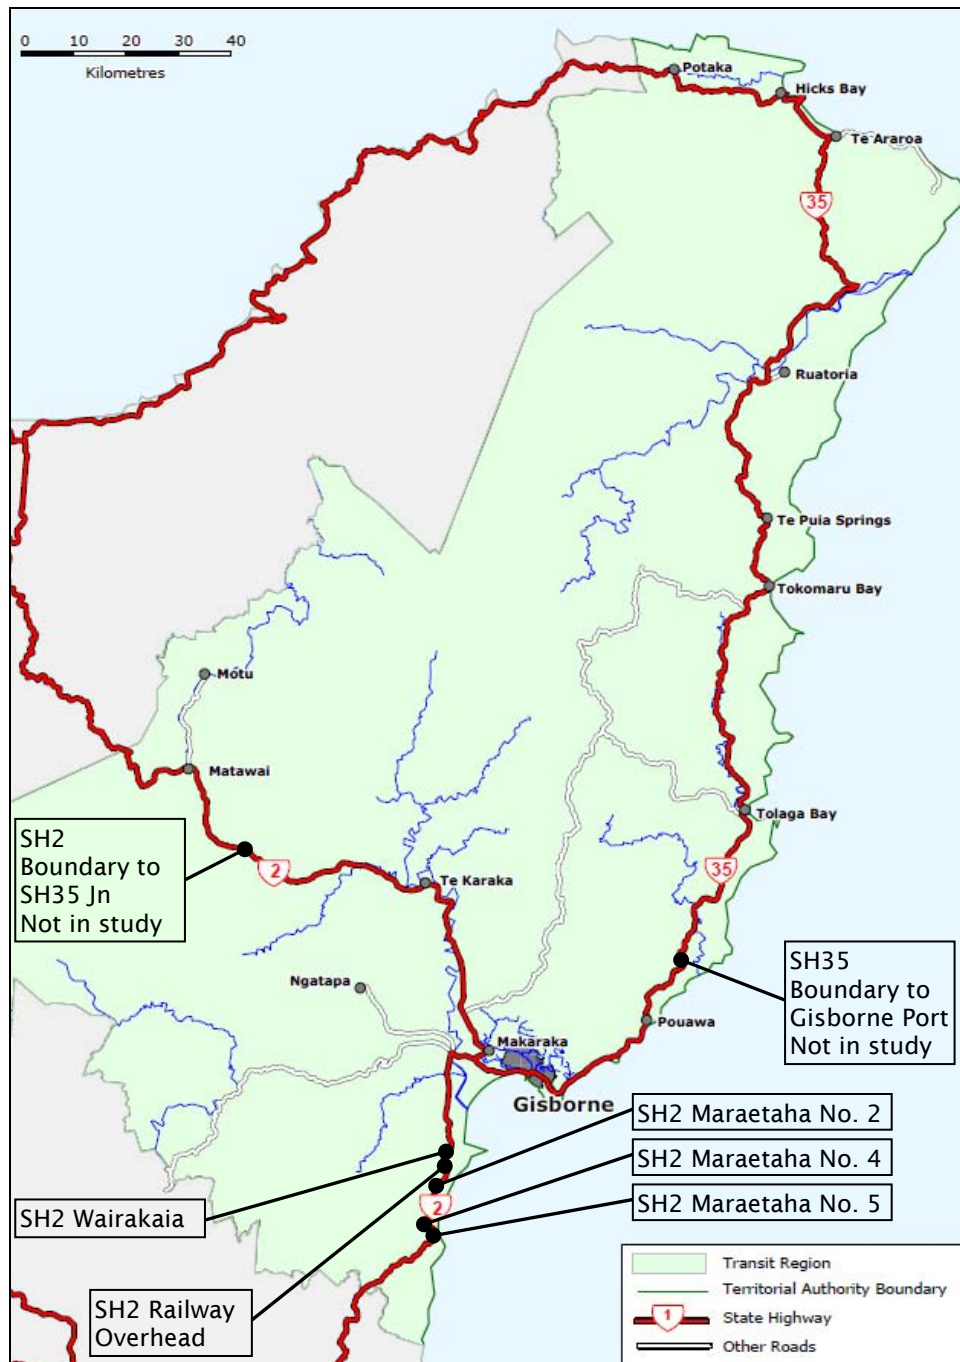 0 10 20 30 40
Kilometres
Potaka
Hicks Bay
Te Araroa
35
Ruatoria
Te Puia Springs
Tokomaru Bay
Mótu
Matawai
Tolaga Bay
SH2
Boundary to
SH35 Jn
Not in study
2
Te Karaka
35
Ngatapa
SH35
Boundary to
Gisborne Port
Not in study
Pouawa
Makaraka
Gisborne
SH2 Maraetaha No. 2
SH2 Maraetaha No. 4
SH2 Maraetaha No. 5
2
SH2 Wairakaia
SH2 Railway
Overhead
Transit Region
Territorial Authority Boundary
1
State Highway
Other Roads